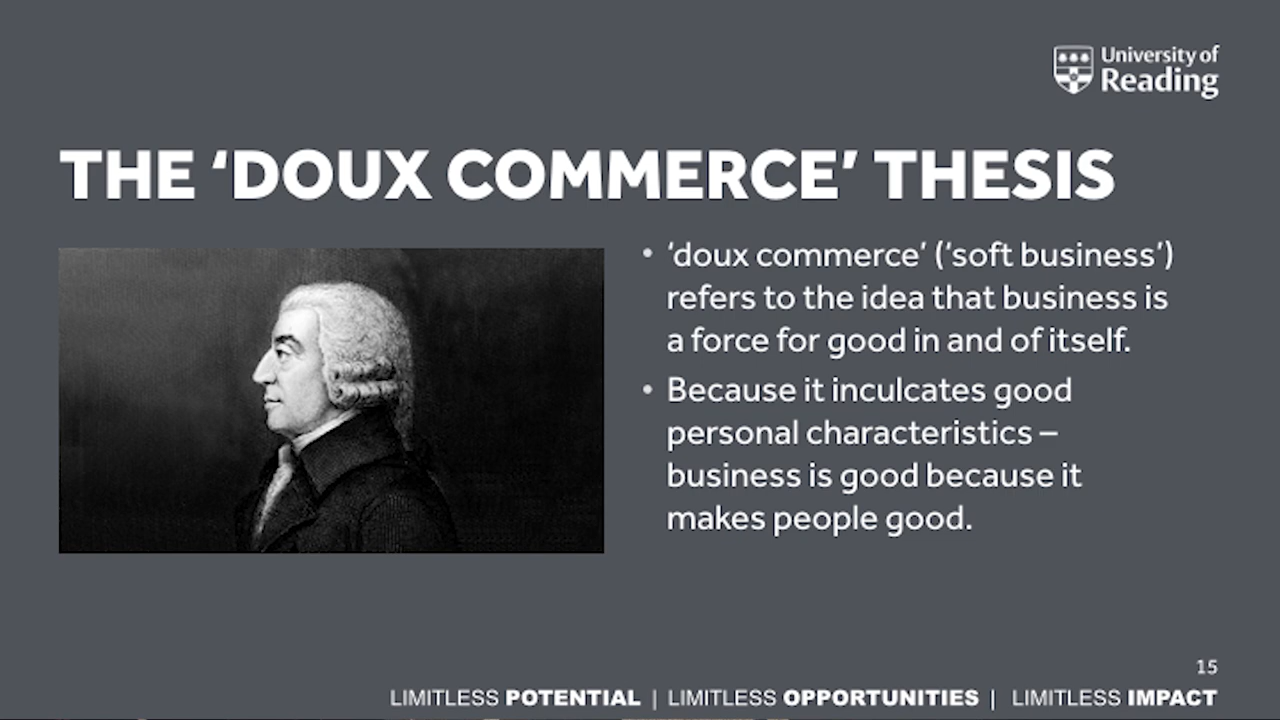 University of
Reading
THE ‘DOUX COMMERCE’ THESIS
• ‘doux commerce’ (‘soft business’)
refers to the idea that business is
a force for good in and of itself.
• Because it inculcates good
personal characteristics –
business is good because it
makes people good.
15
LIMITLESS POTENTIAL | LIMITLESS OPPORTUNITIES | LIMITLESS IMPACT